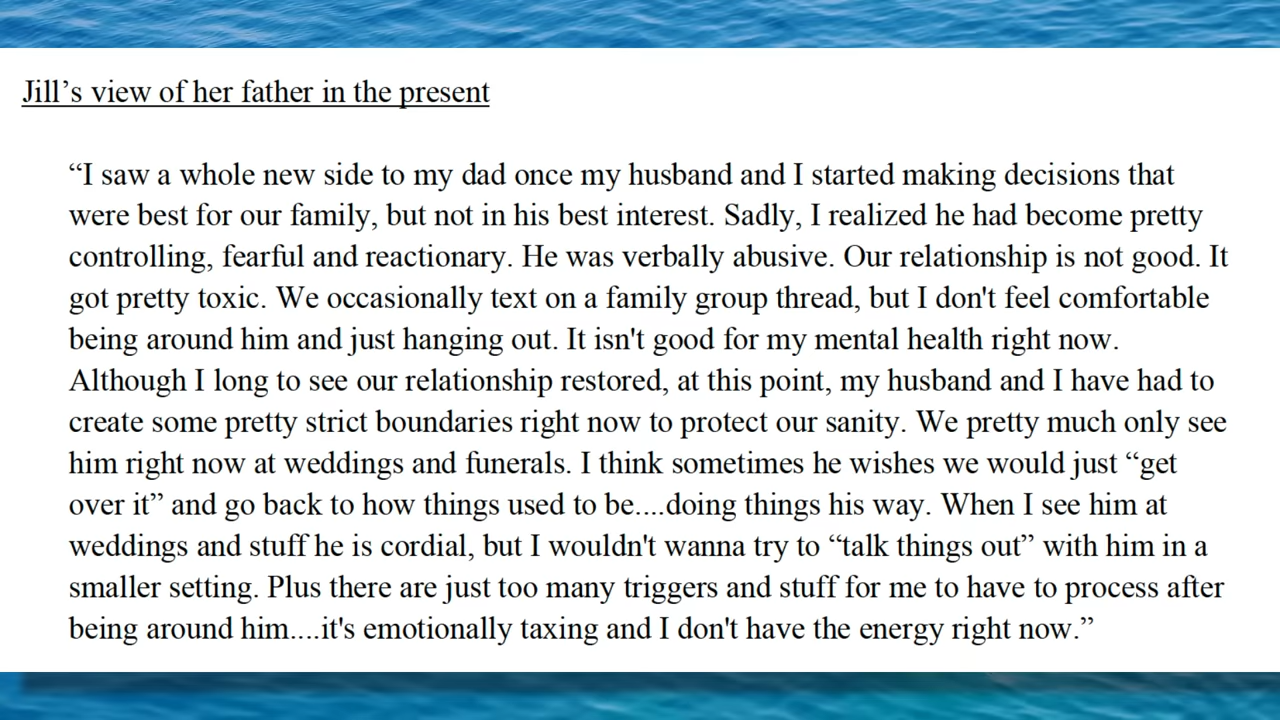 Jill’s view of her father in the present
“I saw a whole new side to my dad once my husband and I started making decisions that
were best for our family, but not in his best interest. Sadly, I realized he had become pretty
controlling, fearful and reactionary. He was verbally abusive. Our relationship is not good. It
got pretty toxic. We occasionally text on a family group thread, but I don't feel comfortable
being around him and just hanging out. It isn't good for my mental health right now.
Although I long to see our relationship restored, at this point, my husband and I have had to
create some pretty strict boundaries right now to protect our sanity. We pretty much only see
him right now at weddings and funerals. I think sometimes he wishes we would just “get
over it” and go back to how things used to be....doing things his way. When I see him at
weddings and stuff he is cordial, but I wouldn't wanna try to “talk things out” with him in a
smaller setting. Plus there are just too many triggers and stuff for me to have to process after
being around him....it's emotionally taxing and I don't have the energy right now.”